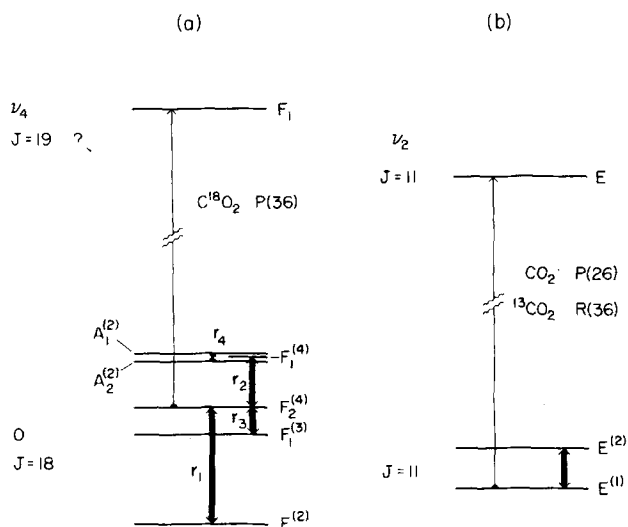 (a)
ν₄
J = 19 ?
F₁
C¹⁸O₂ P(36)
A₁⁽²⁾
A₂⁽²⁾
r₄
F₁⁽⁴⁾
r₂
F₂⁽⁴⁾
r₃
F₁⁽³⁾
O
J = 18
r₁
F₂⁽²⁾
(b)
ν₂
J = 11
E
CO₂ P(26)
¹³CO₂ R(36)
E⁽²⁾
J = 11
E⁽¹⁾